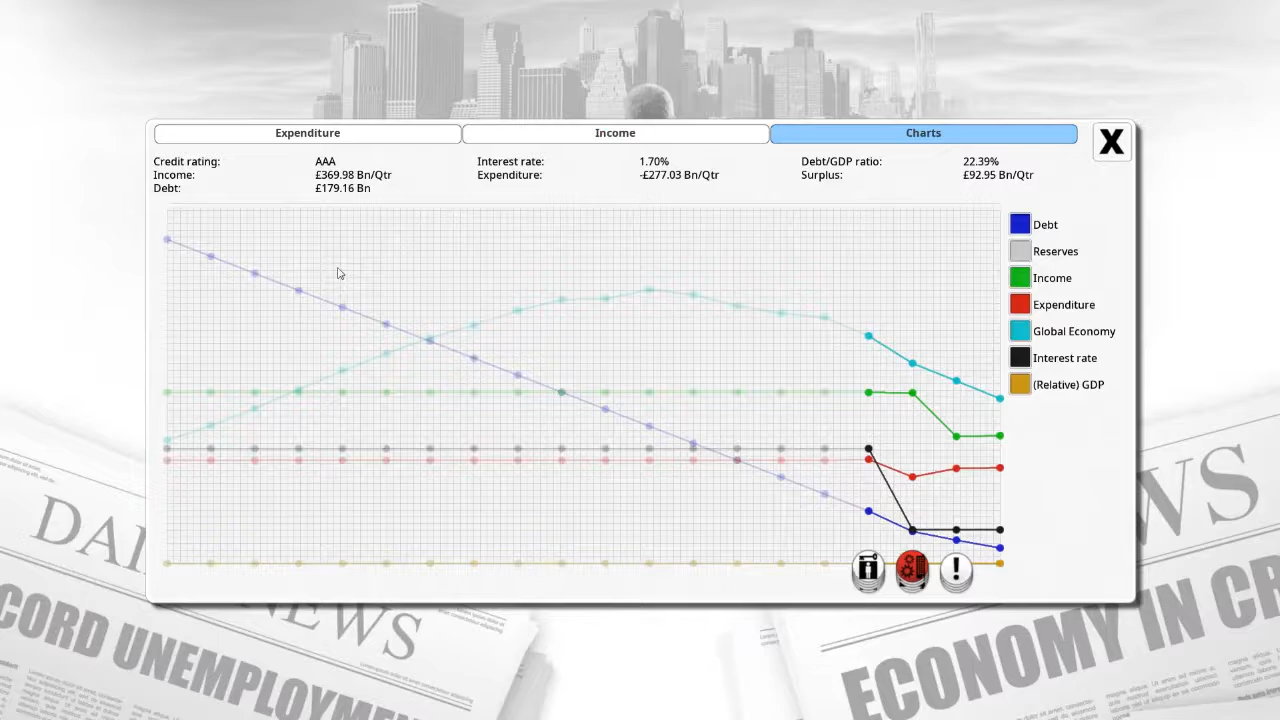 Expenditure
Income
Charts
X
Credit rating: AAA
Interest rate: 1.70%
Debt/GDP ratio: 22.39%
Income: £369.98 Bn/Qtr
Expenditure: -£277.03 Bn/Qtr
Surplus: £92.95 Bn/Qtr
Debt: £179.16 Bn
Debt
Reserves
Income
Expenditure
Global Economy
Interest rate
(Relative) GDP
!
NEWS
CORD UNEMPLOYMEN
NEWS
ECONOMY IN CR